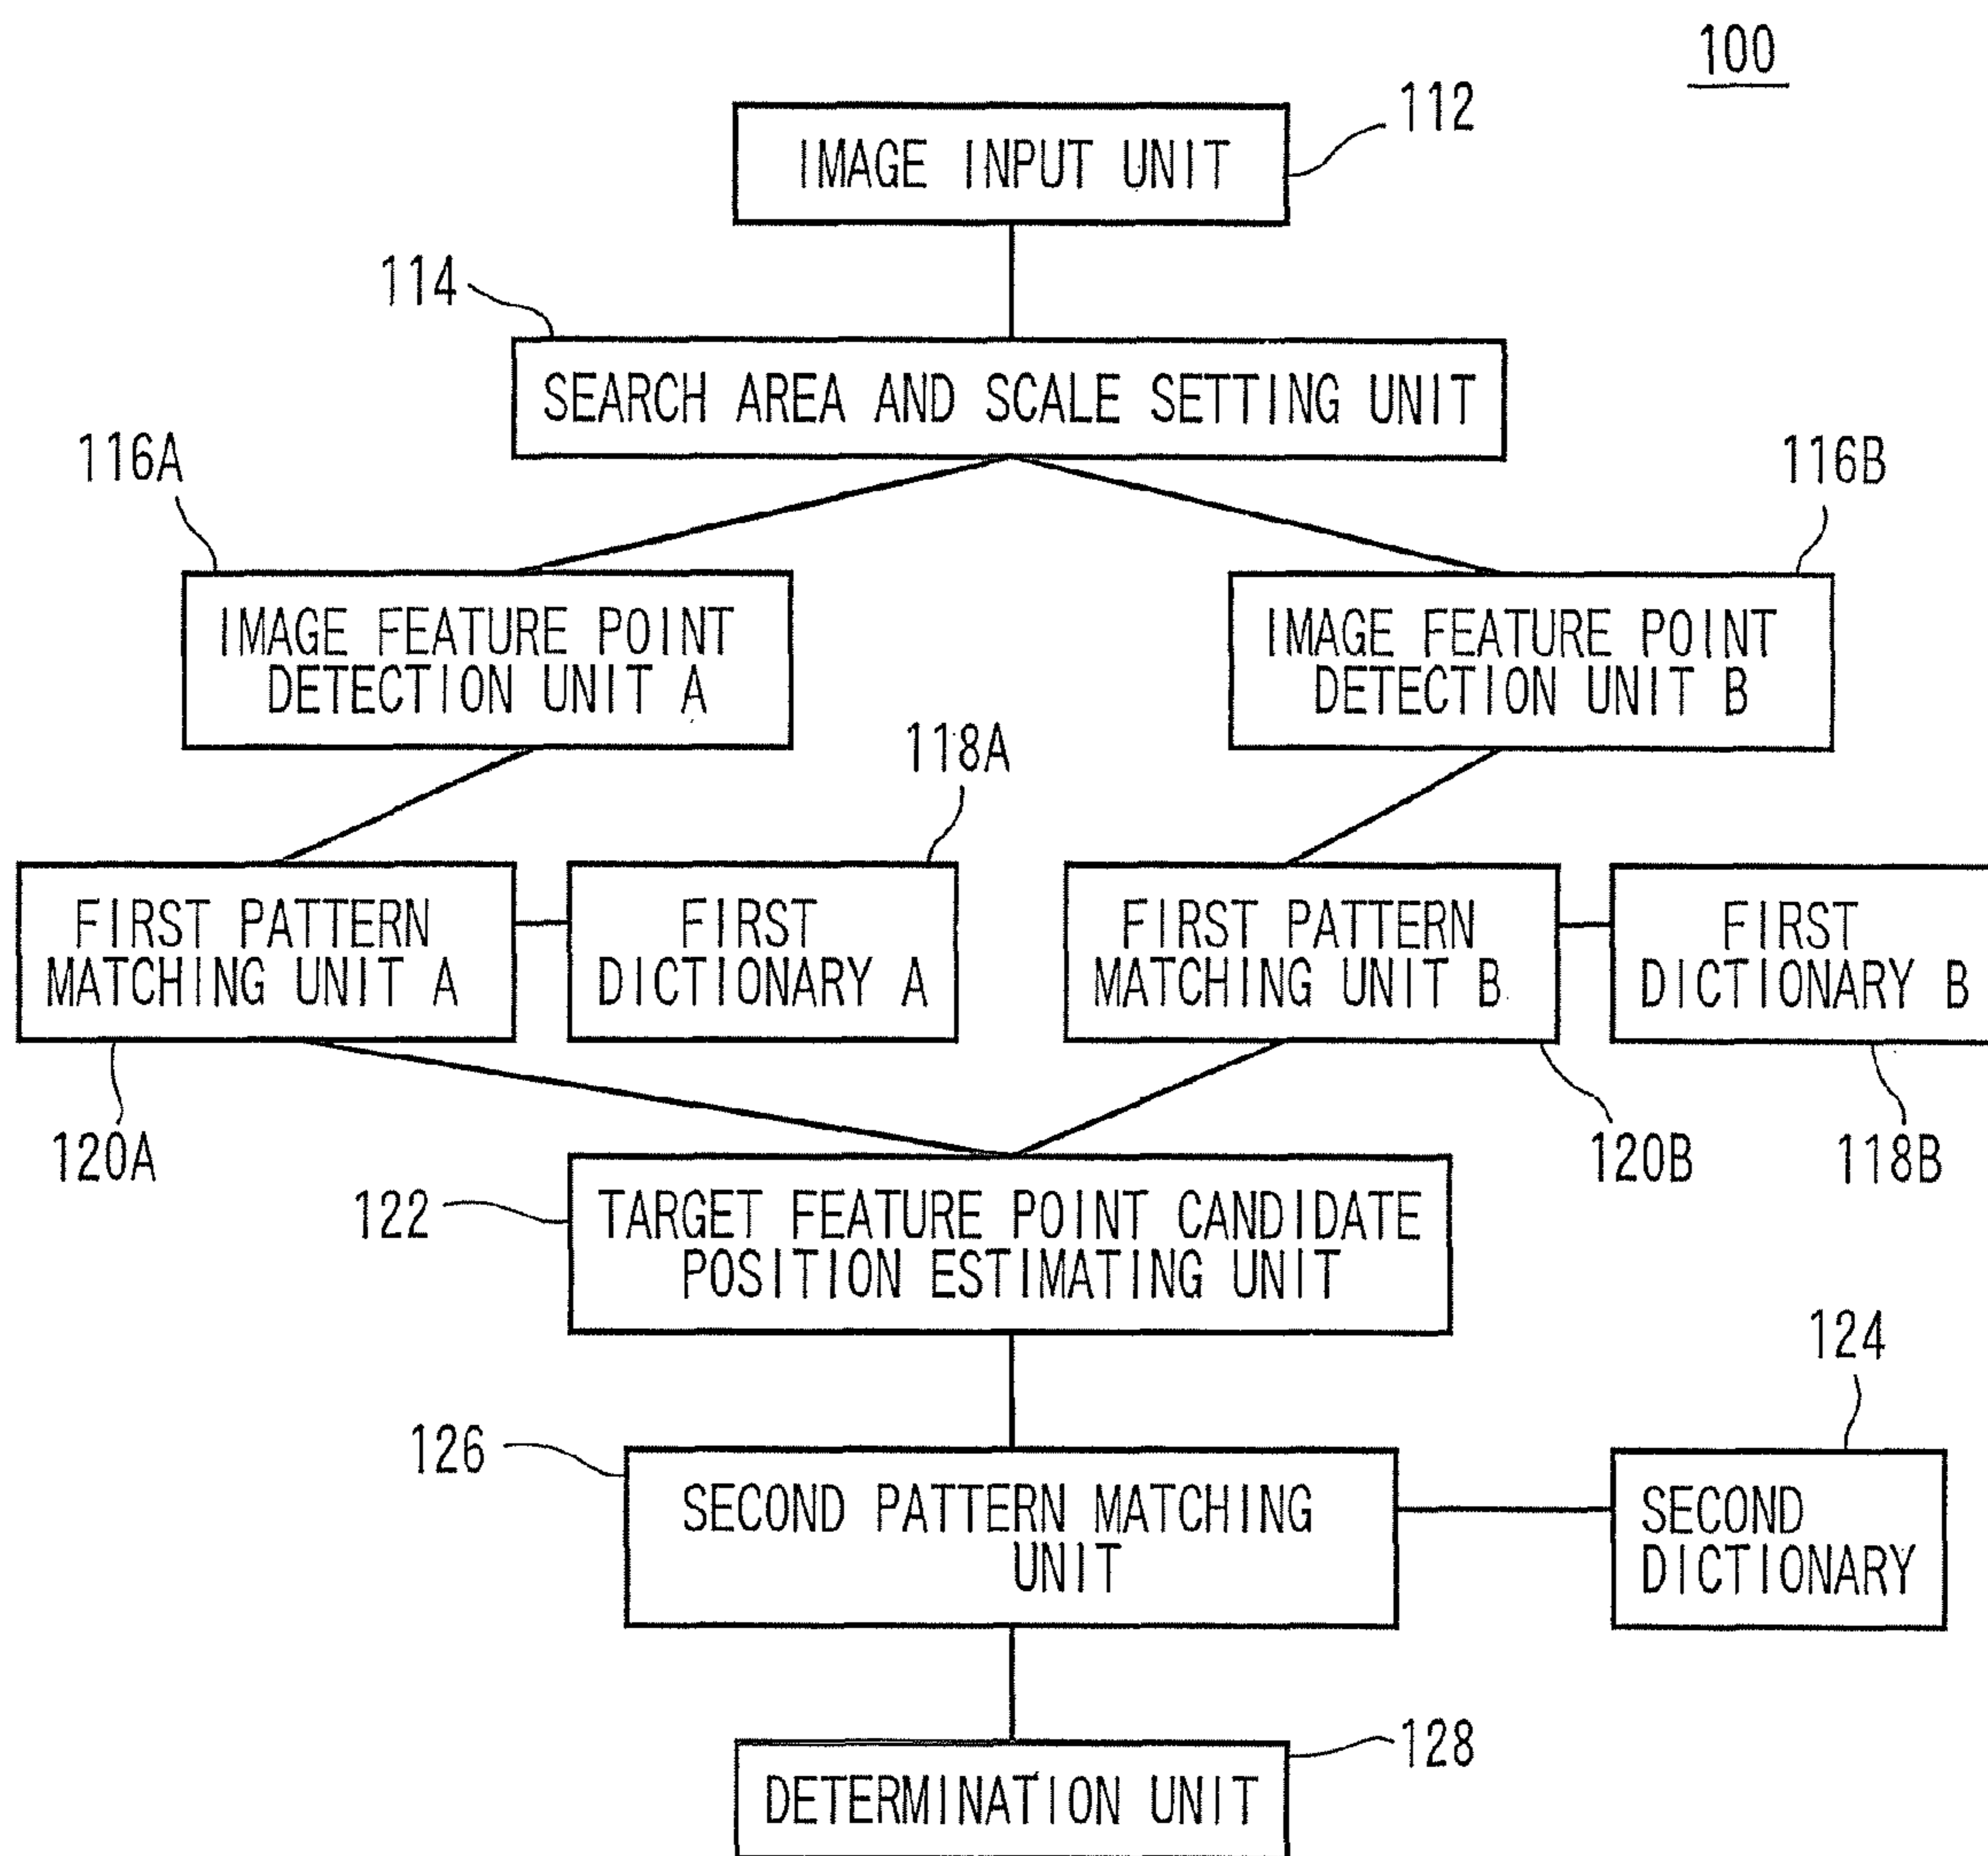 100
112
IMAGE INPUT UNIT
114
SEARCH AREA AND SCALE SETTING UNIT
116A
116B
IMAGE FEATURE POINT
DETECTION UNIT A
IMAGE FEATURE POINT
DETECTION UNIT B
118A
FIRST PATTERN
MATCHING UNIT A
FIRST
DICTIONARY A
FIRST PATTERN
MATCHING UNIT B
FIRST
DICTIONARY B
120A
120B
118B
122
TARGET FEATURE POINT CANDIDATE
POSITION ESTIMATING UNIT
124
126
SECOND PATTERN MATCHING
UNIT
SECOND
DICTIONARY
128
DETERMINATION UNIT